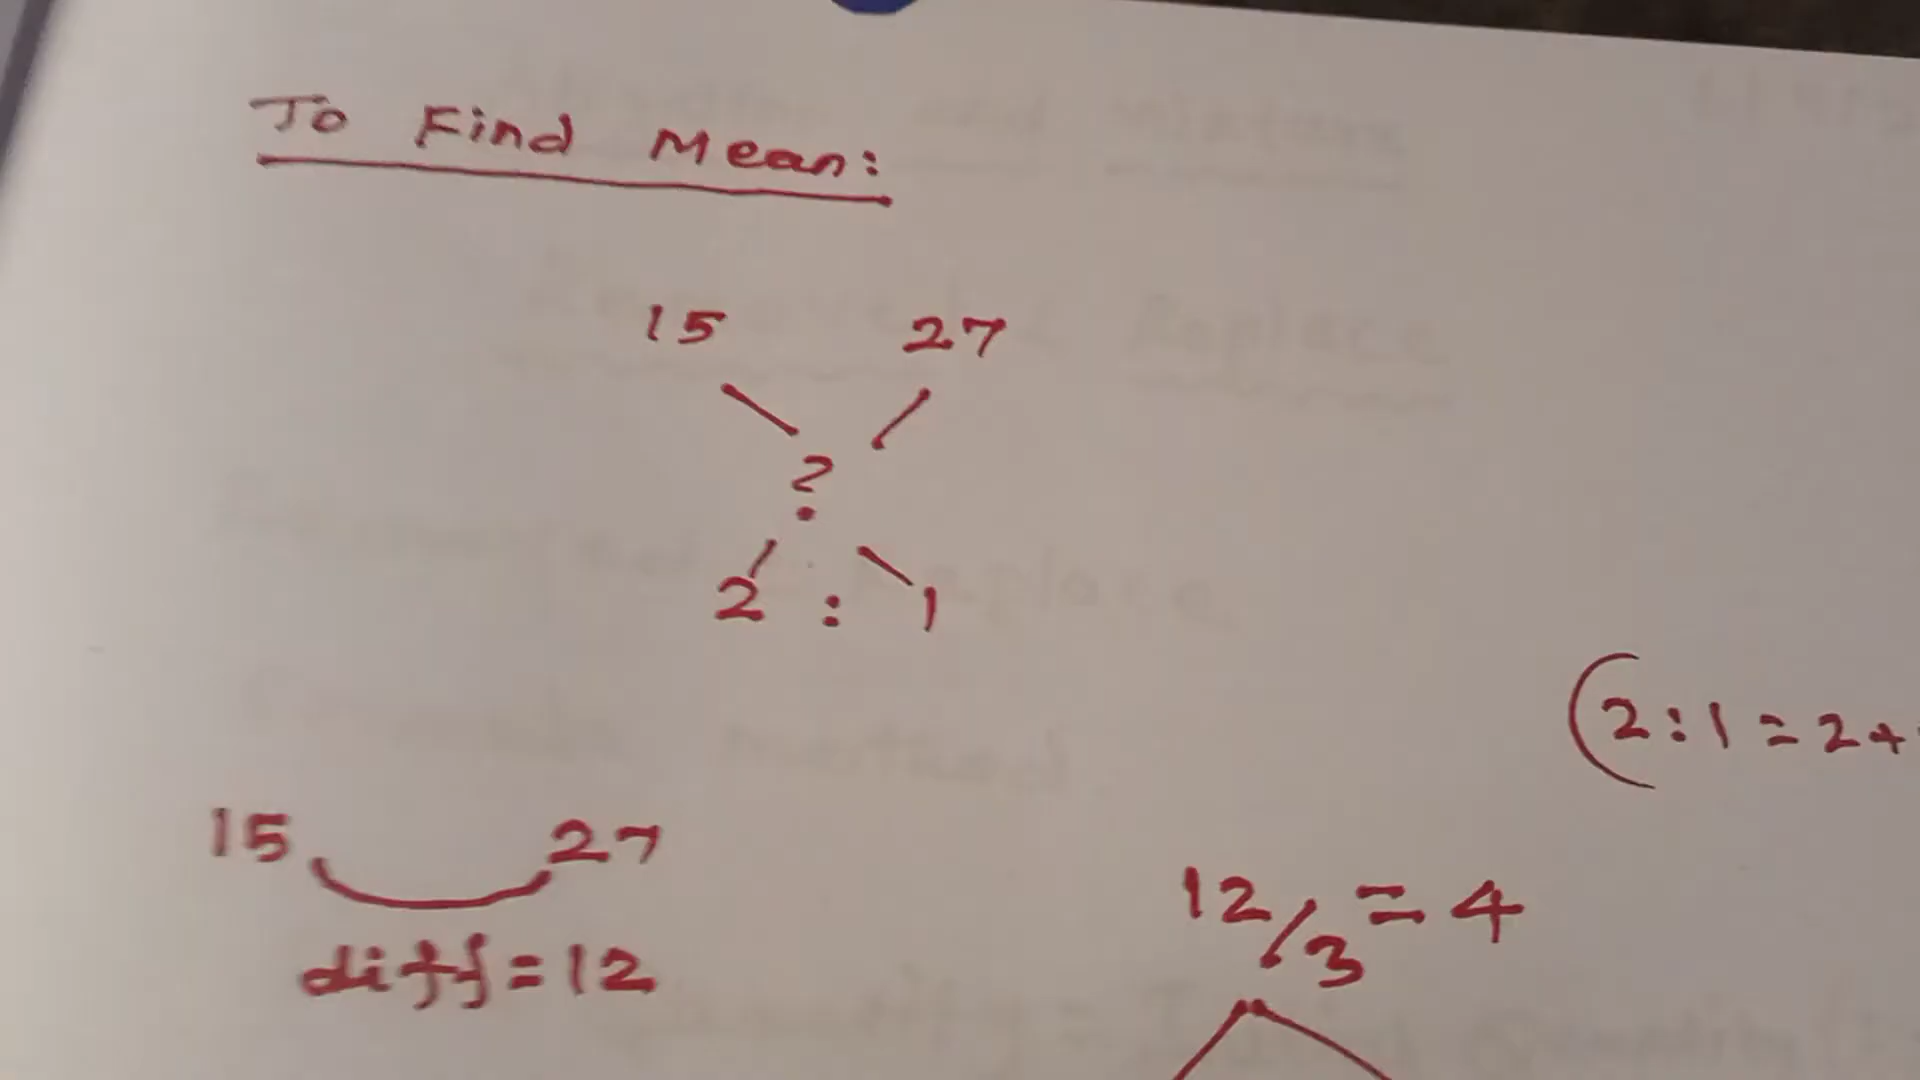 To Find Mean:
15 27
?
2 : 1
(2:1=2+
15 27
12/3=4
diff=12